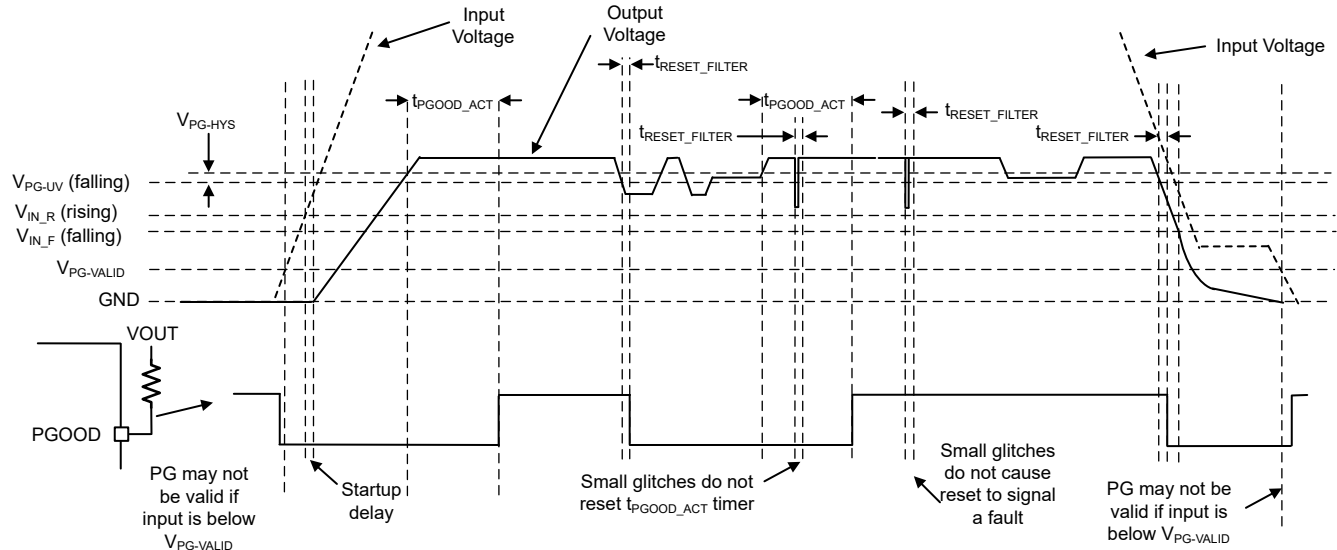 Input
Voltage
Output
Voltage
Input Voltage
tRESET_FILTER
tPGOOD_ACT
tPGOOD_ACT
tRESET_FILTER
tRESET_FILTER
tRESET_FILTER
VPG-HYS
VPG-UV (falling)
VIN_R (rising)
VIN_F (falling)
VPG-VALID
GND
VOUT
PGOOD
PG may not
be valid if
input is below
VPG-VALID
Startup
delay
Small glitches do not
reset tPGOOD_ACT timer
Small glitches
do not cause
reset to signal
a fault
PG may not be
valid if input is
below VPG-VALID